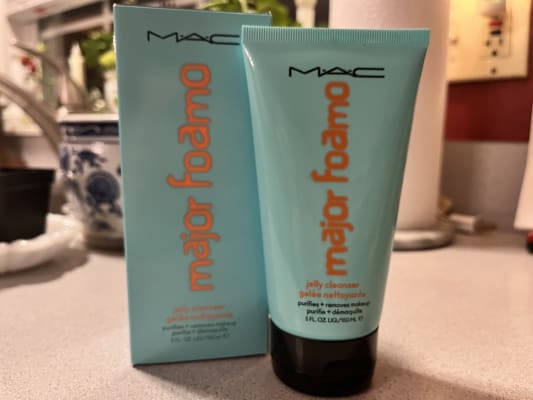 MAC
major foamo
jelly cleanser
gelée nettoyante
purifies + removes makeup
purifie + démaquille
5 FL.OZ.LIQ./150 ML ℮
MAC
major foamo
jelly cleanser
gelée nettoyante
purifies + removes makeup
purifie + démaquille
5 FL.OZ.LIQ./150 ML ℮